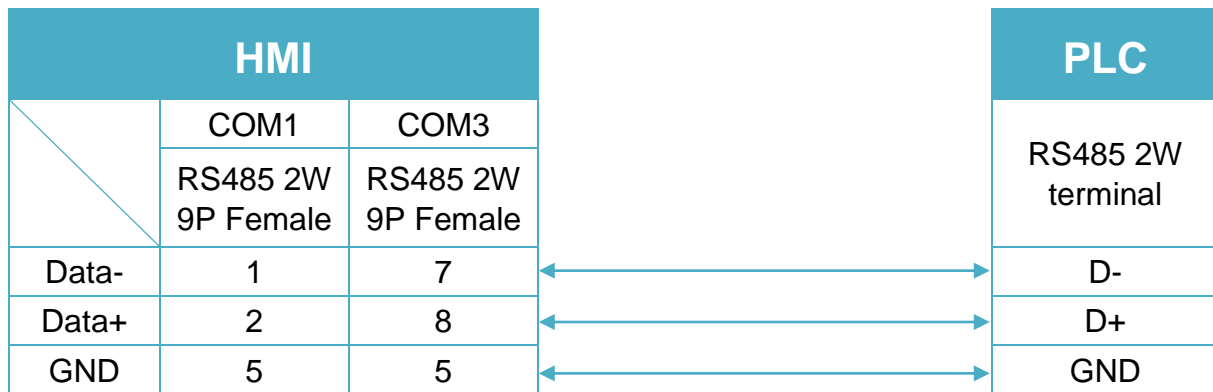 HMI
PLC
COM1
COM3
RS485 2W
9P Female
RS485 2W
9P Female
RS485 2W
terminal
Data-
1
7
D-
Data+
2
8
D+
GND
5
5
GND